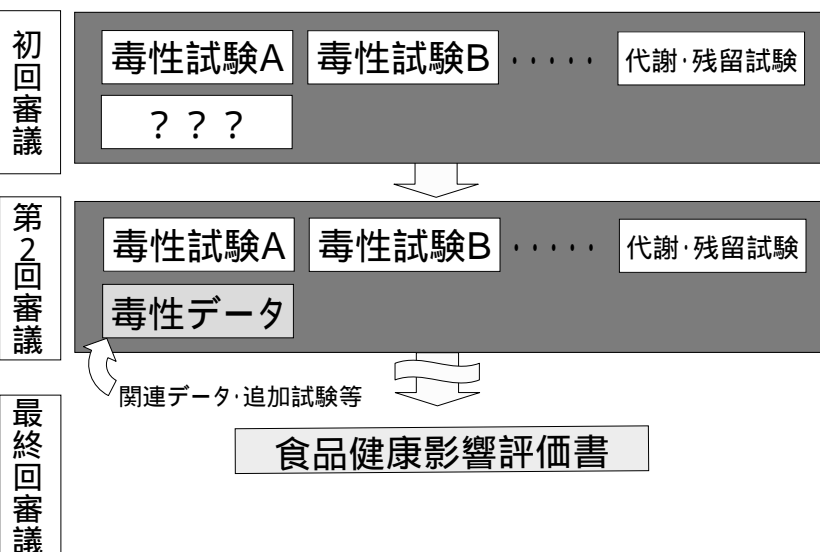 初回審議
毒性試験A
毒性試験B
・・・・・
代謝・残留試験
？？？
第2回審議
毒性試験A
毒性試験B
・・・・・
代謝・残留試験
毒性データ
関連データ・追加試験等
最終回審議
食品健康影響評価書